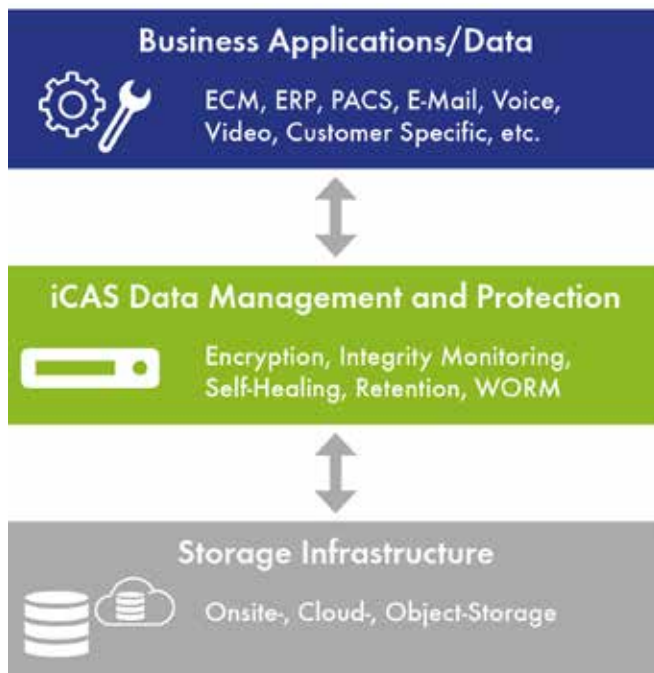 Business Applications/Data
ECM, ERP, PACS, E-Mail, Voice,
Video, Customer Specific, etc.
iCAS Data Management and Protection
Encryption, Integrity Monitoring,
Self-Healing, Retention, WORM
Storage Infrastructure
Onsite-, Cloud-, Object-Storage